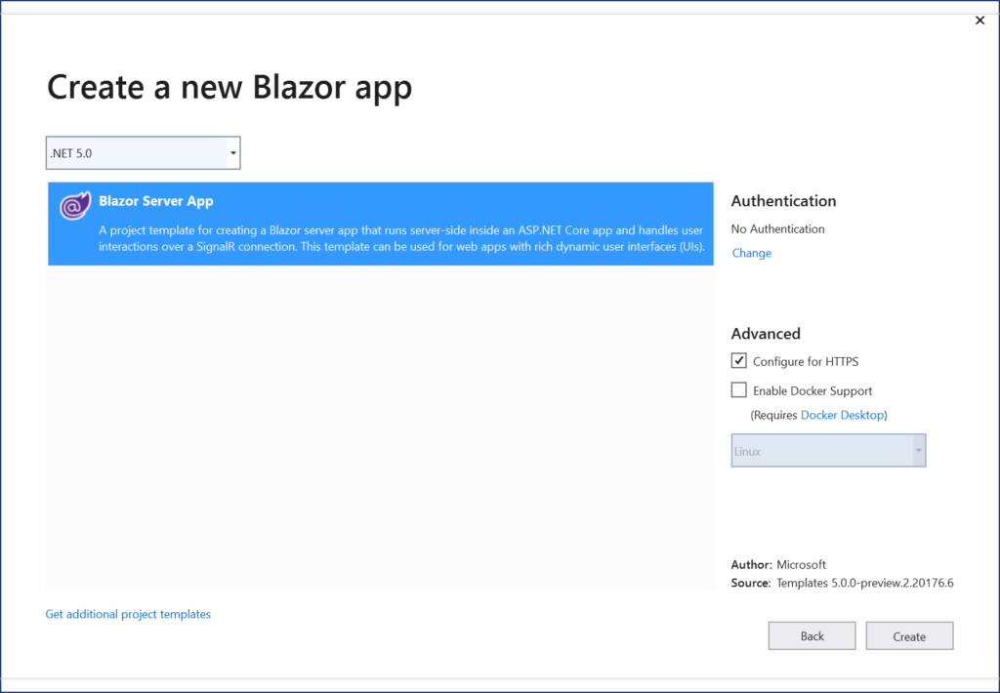 Create a new Blazor app
.NET 5.0
Blazor Server App
A project template for creating a Blazor server app that runs server-side inside an ASP.NET Core app and handles user
interactions over a SignalR connection. This template can be used for web apps with rich dynamic user interfaces (UIs).
Get additional project templates
Authentication
No Authentication
Change
Advanced
Configure for HTTPS
Enable Docker Support
(Requires Docker Desktop)
Linux
Author: Microsoft
Source: Templates 5.0.0-preview.2.20176.6
Back
Create